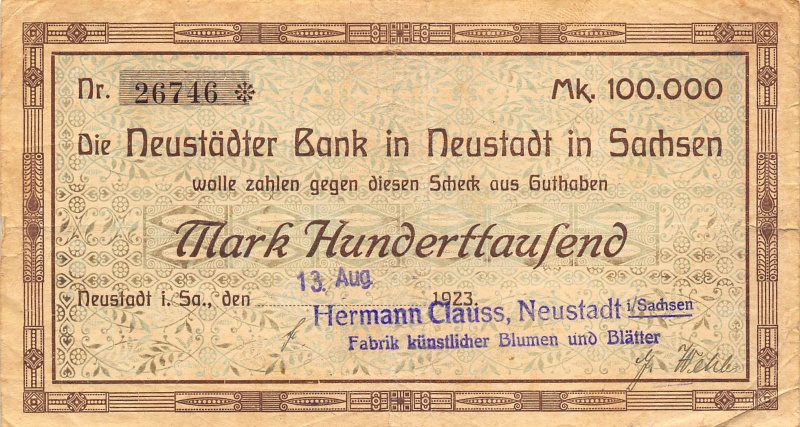 Nr. 26746 ❊ Mk. 100.000
Die Neustädter Bank in Neustadt in Sachsen
wolle zahlen gegen diesen Scheck aus Guthaben
Mark Hunderttauſend
13. Aug.
Neustadt i. Sa., den 1923.
Hermann Clauss, Neustadt i/Sachsen
Fabrik künstlicher Blumen und Blätter